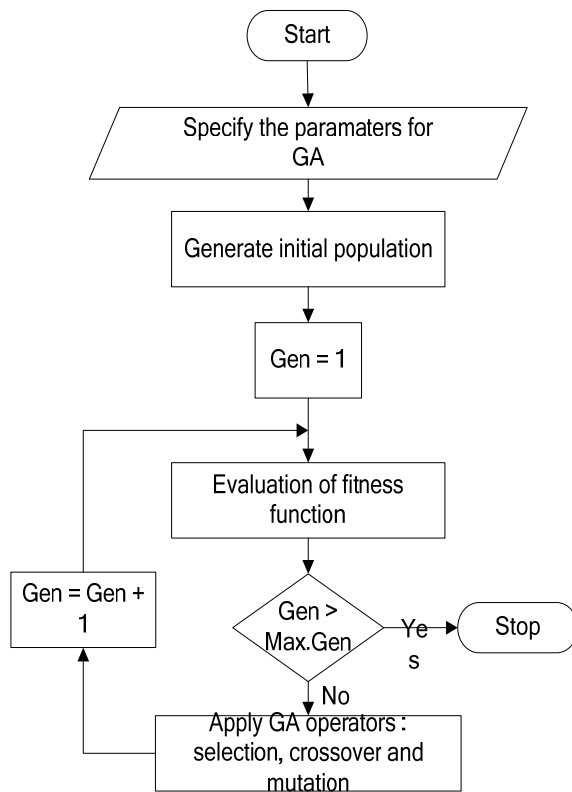 Start
Specify the paramaters for
GA
Generate initial population
Gen = 1
Evaluation of fitness
function
Gen = Gen +
1
Gen >
Max.Gen
Ye
s
Stop
No
Apply GA operators :
selection, crossover and
mutation